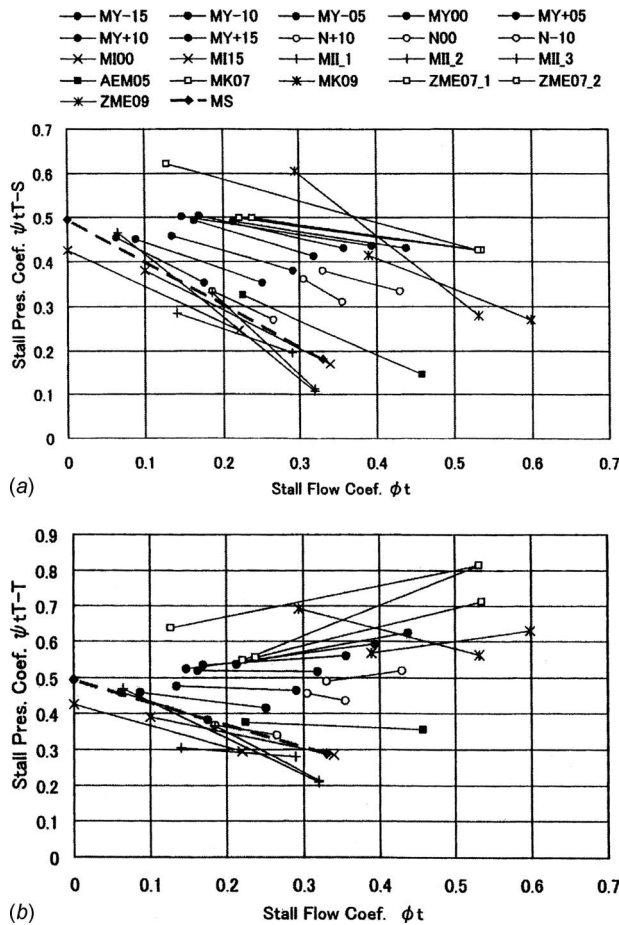 MY-15 MY-10 MY-05 MY00 MY+05
MY+10 MY+15 N+10 N00 N-10
MI00 MI15 MII_1 MII_2 MII_3
AEM05 MK07 MK09 ZME07_1 ZME07_2
ZME09 MS
Stall Pres. Coef. ψtT-S
0.7
0.6
0.5
0.4
0.3
0.2
0.1
0
0 0.1 0.2 0.3 0.4 0.5 0.6 0.7
(a)
Stall Flow Coef. φt
Stall Pres. Coef. ψtT-T
0.9
0.8
0.7
0.6
0.5
0.4
0.3
0.2
0.1
0
0 0.1 0.2 0.3 0.4 0.5 0.6 0.7
(b)
Stall Flow Coef. φt